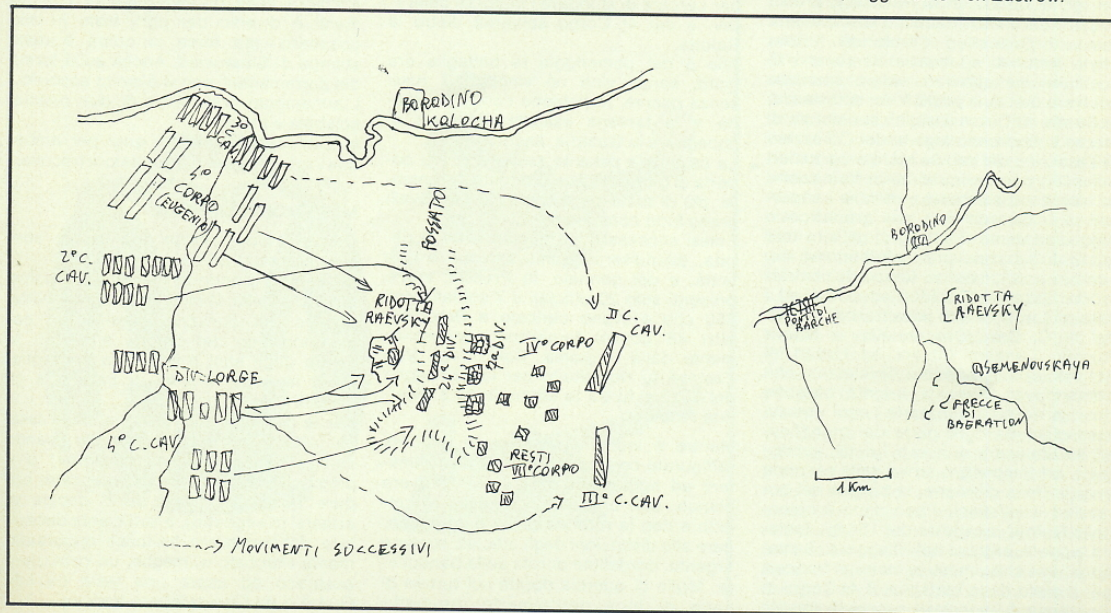 BORODINO
KOLOCHA
3°
C.
CAV.
4°
CORPO
(EUGENIO)
FOSSATO
2° C.
CAV.
RIDOTTA
RAEVSKY
24ª DIV.
7ª DIV.
IV° CORPO
II C.
CAV.
DIV. LORGE
4° C. CAV.
RESTI
VII° CORPO
III° C. CAV.
MOVIMENTI SUCCESSIVI
BORODINO
PONTI DI
BARCHE
RIDOTTA
RAEVSKY
SEMENOVSKAYA
FRECCE
DI
BAGRATION
1 Km